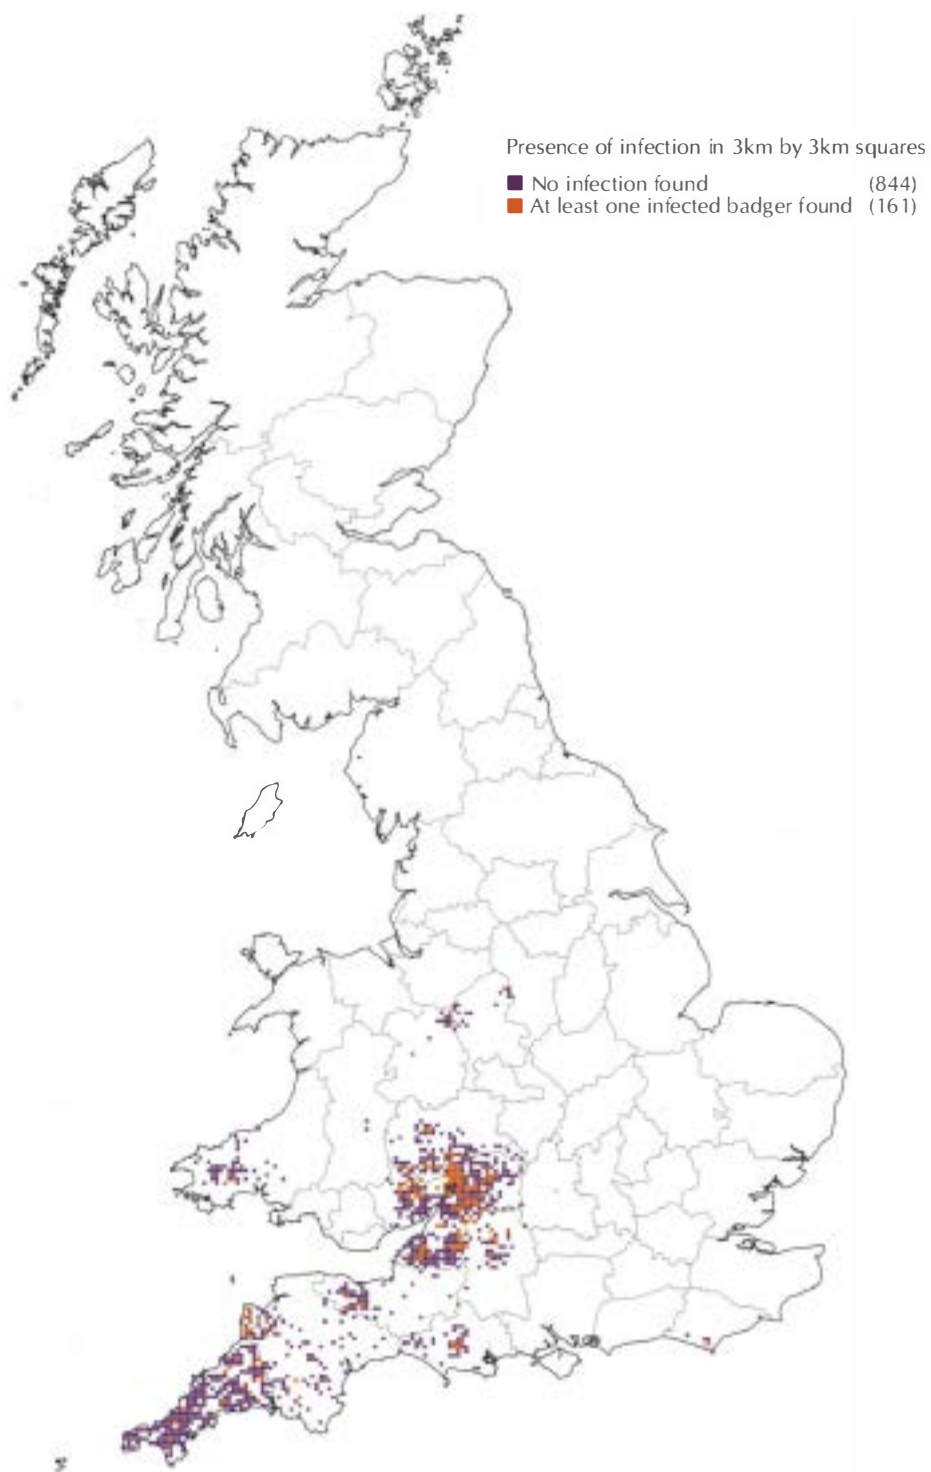 Presence of infection in 3km by 3km squares
No infection found (844)
At least one infected badger found (161)